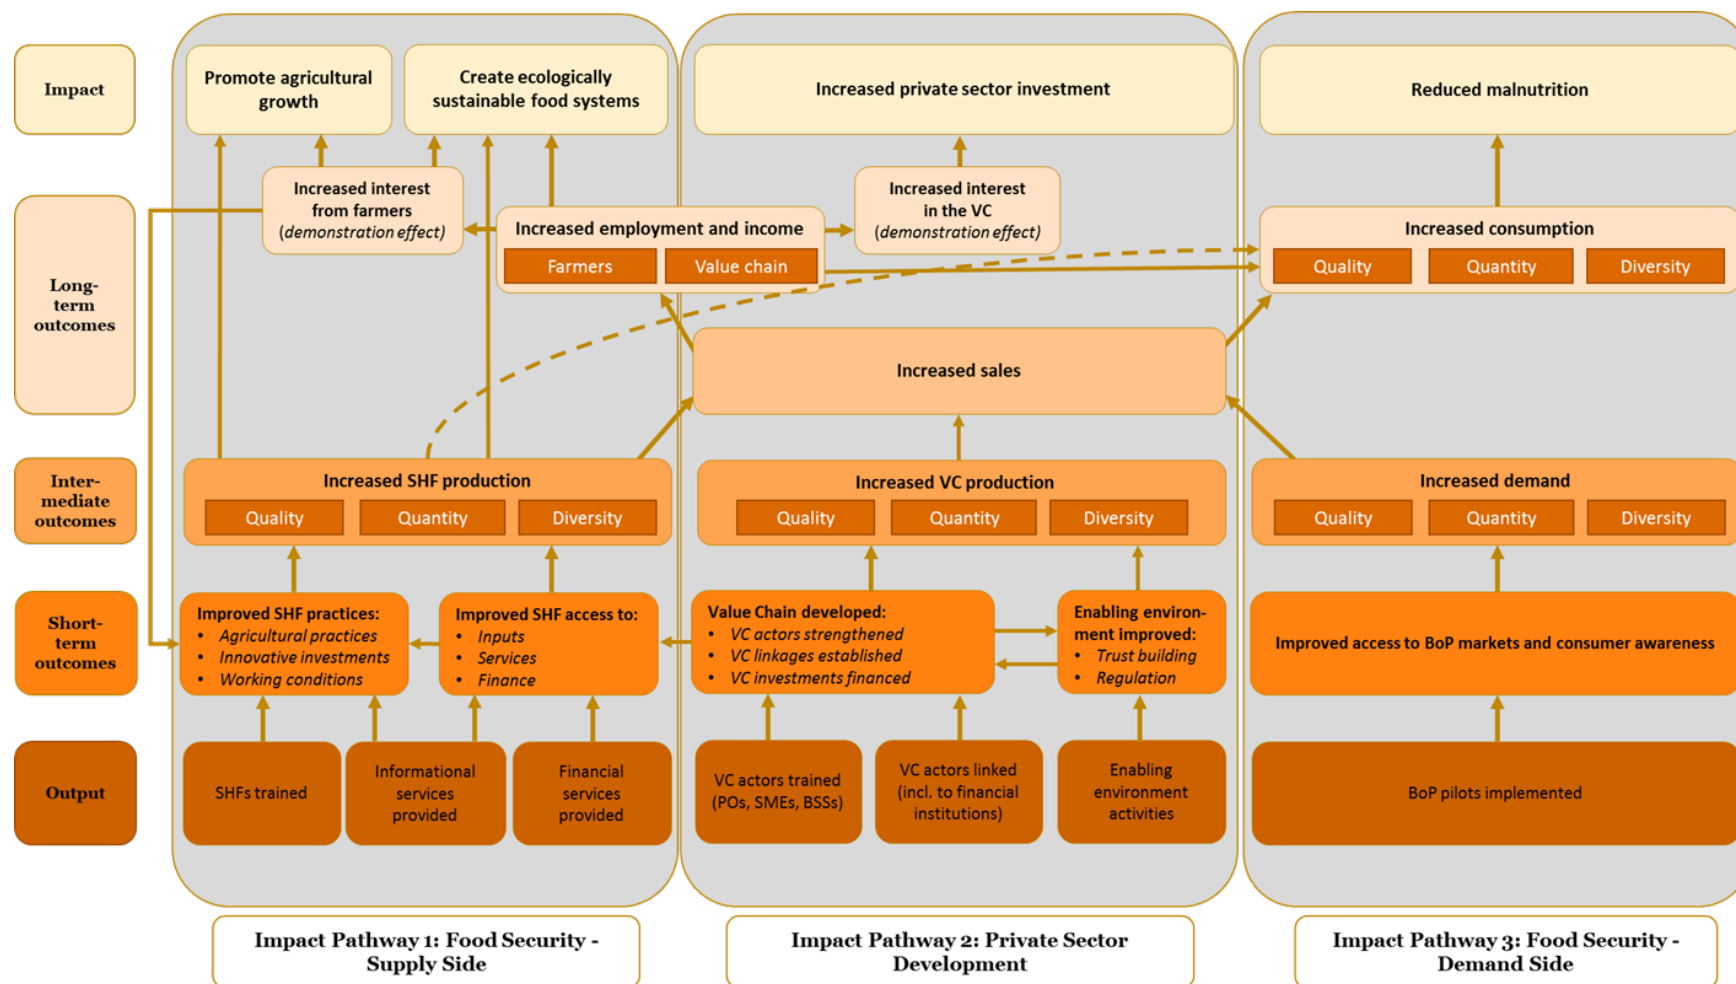 Impact
Promote agricultural
growth
Create ecologically
sustainable food systems
Increased private sector investment
Reduced malnutrition
Long-
term
outcomes
Increased interest
from farmers
(demonstration effect)
Increased employment and income
Farmers
Value chain
Increased interest
in the VC
(demonstration effect)
Increased consumption
Quality
Quantity
Diversity
Increased sales
Inter-
mediate
outcomes
Increased SHF production
Quality
Quantity
Diversity
Increased VC production
Quality
Quantity
Diversity
Increased demand
Quality
Quantity
Diversity
Short-
term
outcomes
Improved SHF practices:
• Agricultural practices
• Innovative investments
• Working conditions
Improved SHF access to:
• Inputs
• Services
• Finance
Value Chain developed:
• VC actors strengthened
• VC linkages established
• VC investments financed
Enabling environ-
ment improved:
• Trust building
• Regulation
Improved access to BoP markets and consumer awareness
Output
SHFs trained
Informational
services
provided
Financial
services
provided
VC actors trained
(POs, SMEs, BSSs)
VC actors linked
(incl. to financial
institutions)
Enabling
environment
activities
BoP pilots implemented
Impact Pathway 1: Food Security -
Supply Side
Impact Pathway 2: Private Sector
Development
Impact Pathway 3: Food Security -
Demand Side